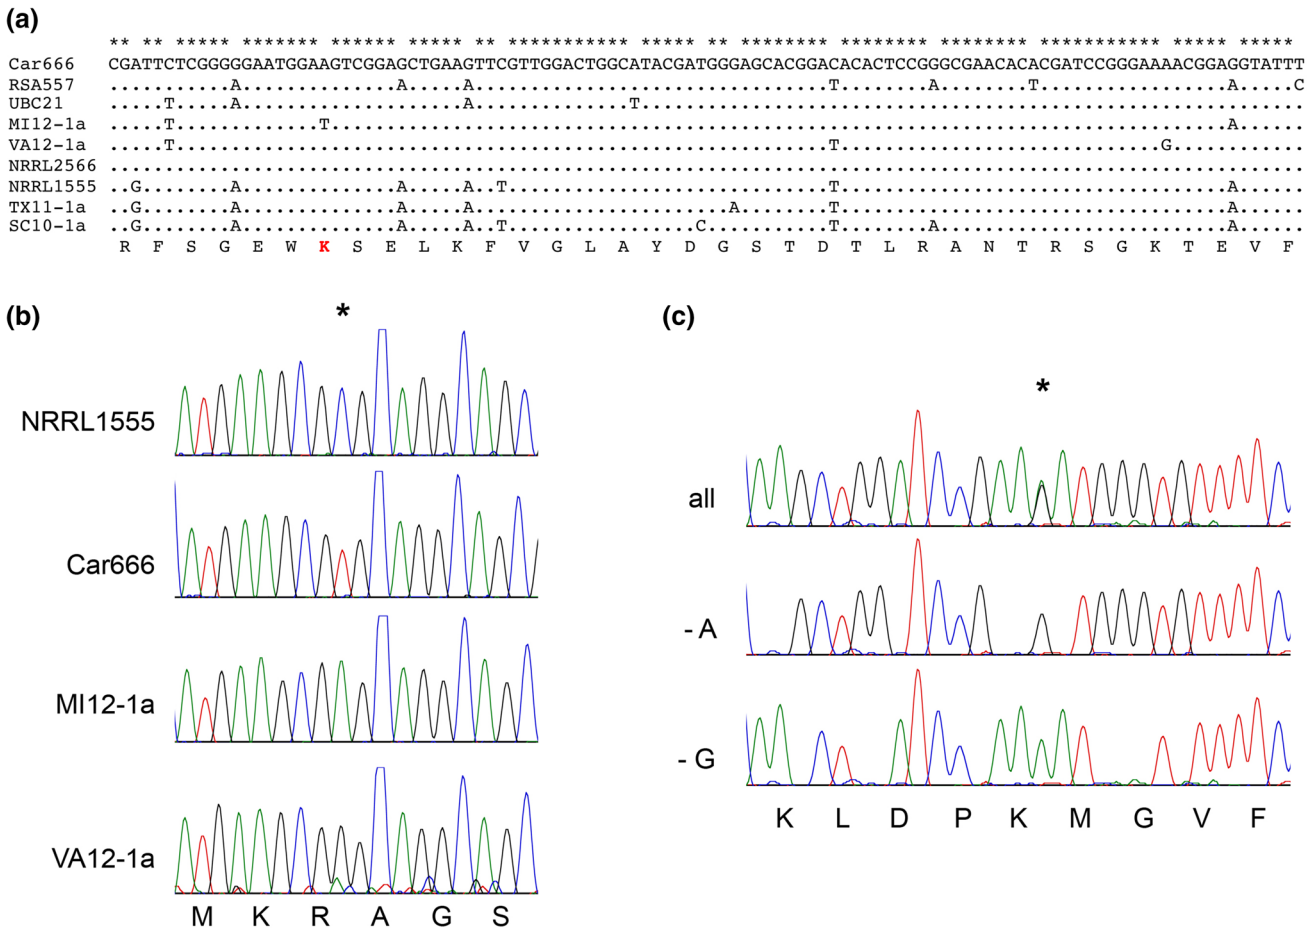 (a)
** ** ***** ******* ****** ***** ** *********** ***** ** ******** ******** ******** *********** ***** *****
Car666 CGATTCTCGGGGGAATGGAAGTCGGAGCTGAAGTTCGTTGGACTGGCATACGATGGGAGCACGGACACACTCCGGGCGAACACACGATCCGGGAAAACGGAGGTATTT
RSA557 ...........A..............A.....A................................T........A........T.................A.....C
UBC21 .....T.....A....................A..............T............................................................
MI12-1a .....T.............T.................................................................................A......
VA12-1a .....T...........................................................T.............................G............
NRRL2566 ............................................................................................................
NRRL1555 ..G........A..............A.....A..T.............................T...................................A......
TX11-1a ..G........A..............A.....A.......................A........T...................................A......
SC10-1a ..G........A..............A.....A..T.................C...........T........A..........................A......
R F S G E W K S E L K F V G L A Y D G S T D T L R A N T R S G K T E V F
(b)
*
NRRL1555
Car666
MI12-1a
VA12-1a
M K R A G S
(c)
*
all
- A
- G
K L D P K M G V F